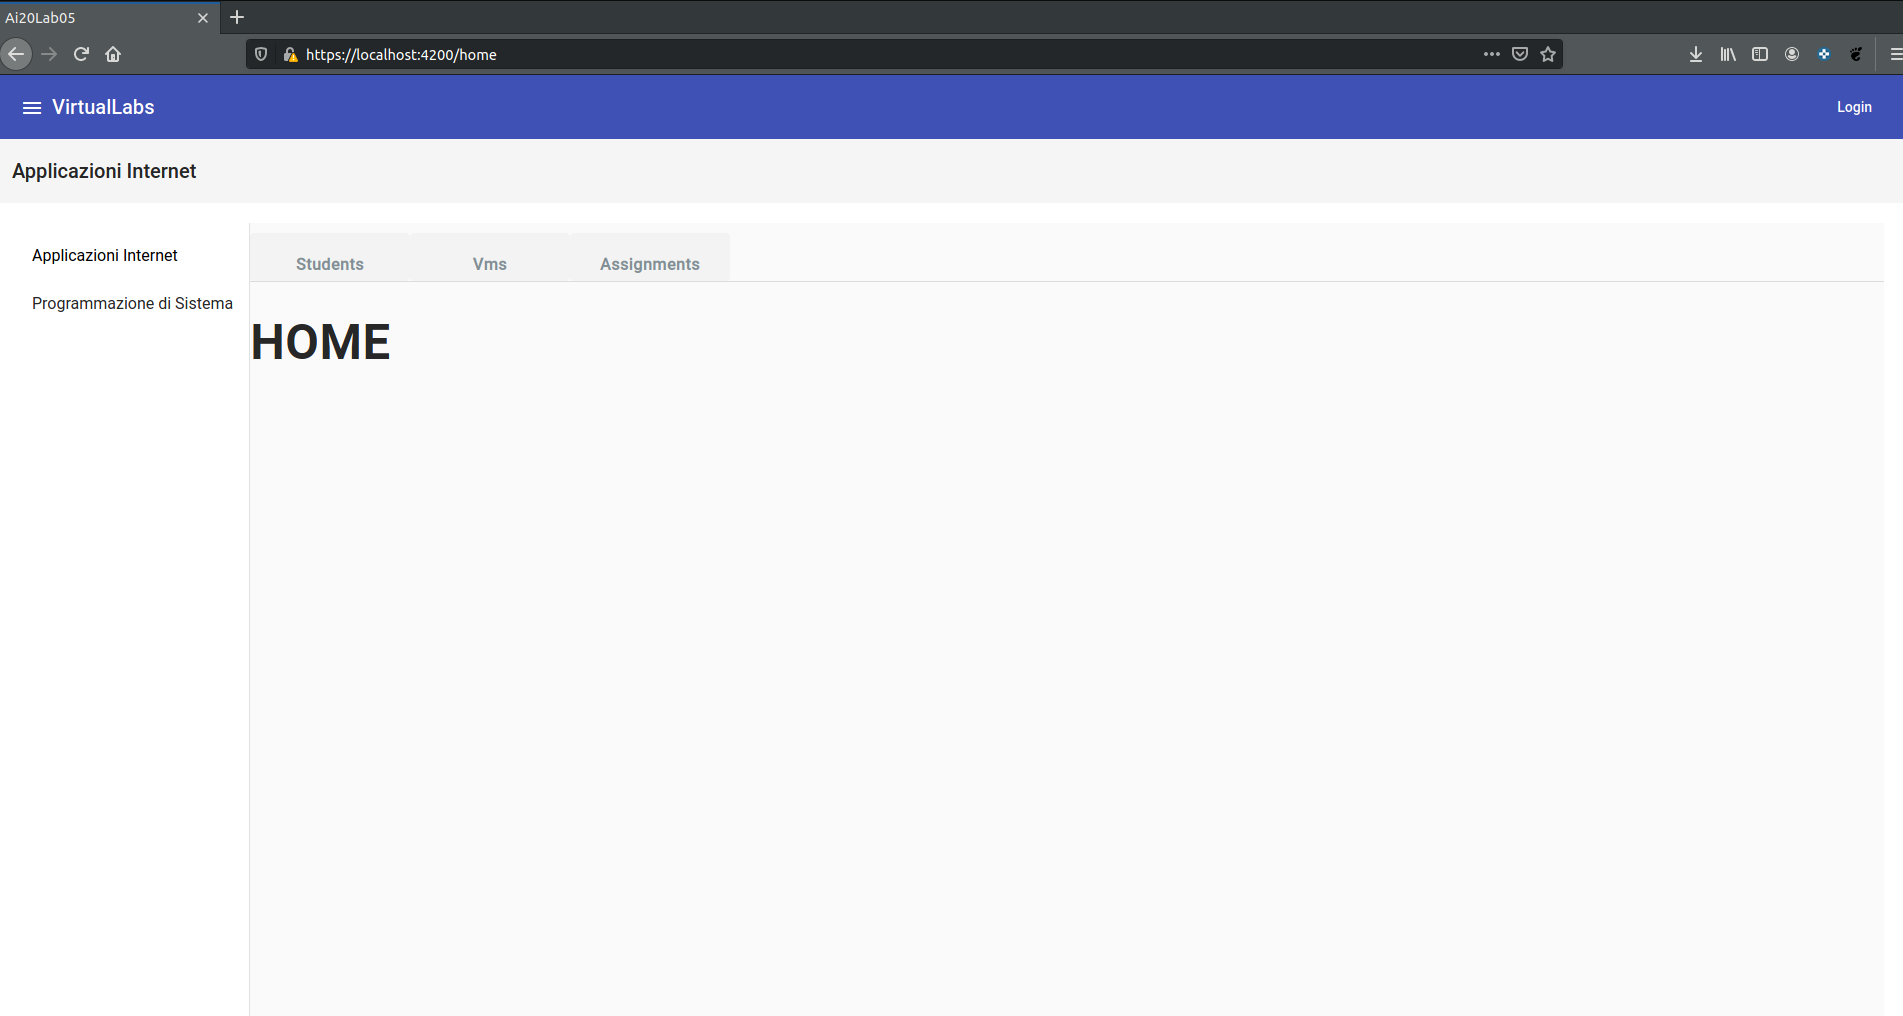 Ai20Lab05
https://localhost:4200/home
VirtualLabs
Login
Applicazioni Internet
Applicazioni Internet
Programmazione di Sistema
Students Vms Assignments
HOME